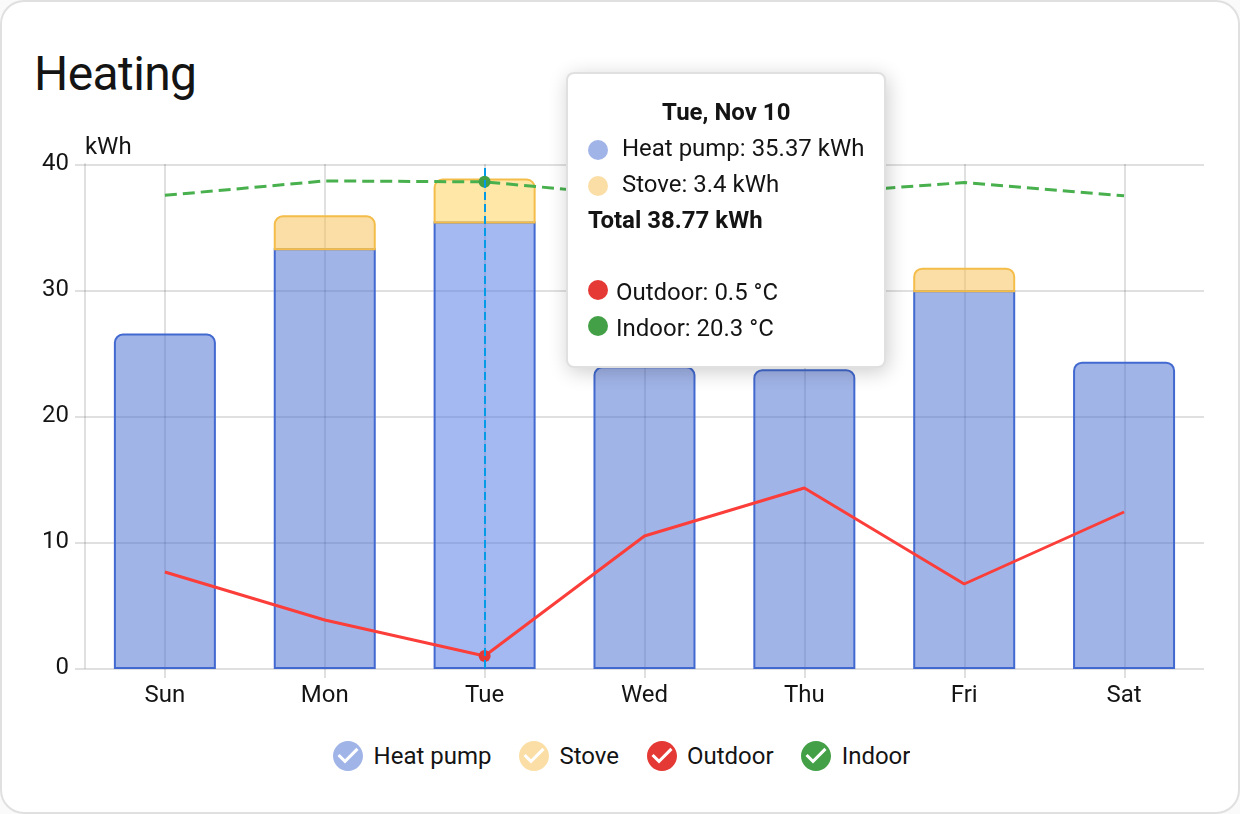 Heating
kWh
Tue, Nov 10
Heat pump: 35.37 kWh
Stove: 3.4 kWh
Total 38.77 kWh
Outdoor: 0.5 °C
Indoor: 20.3 °C
40
30
20
10
0
Sun Mon Tue Wed Thu Fri Sat
Heat pump Stove Outdoor Indoor